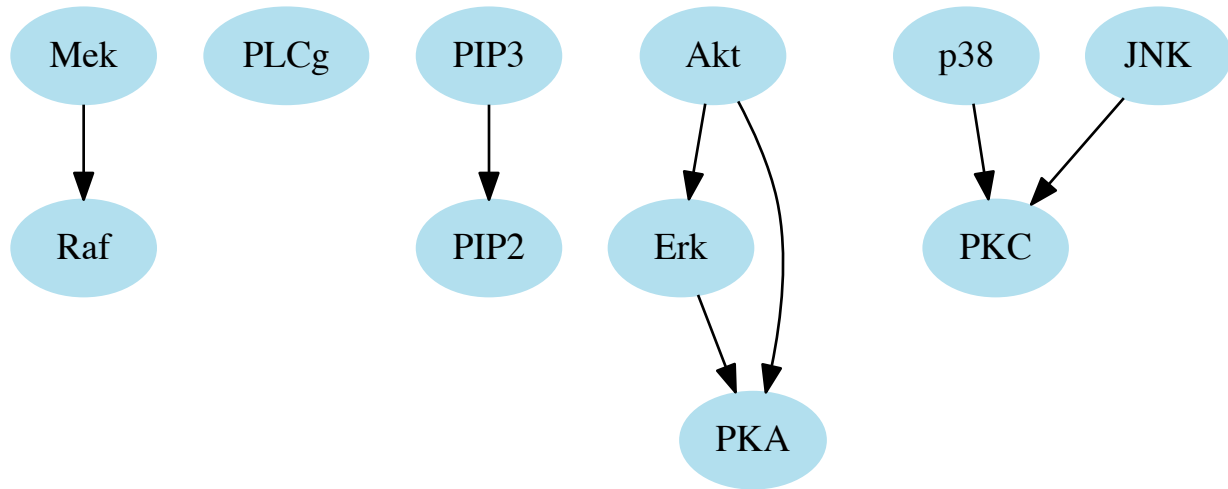 Mek
PLCg
PIP3
Akt
p38
JNK
Raf
PIP2
Erk
PKC
PKA